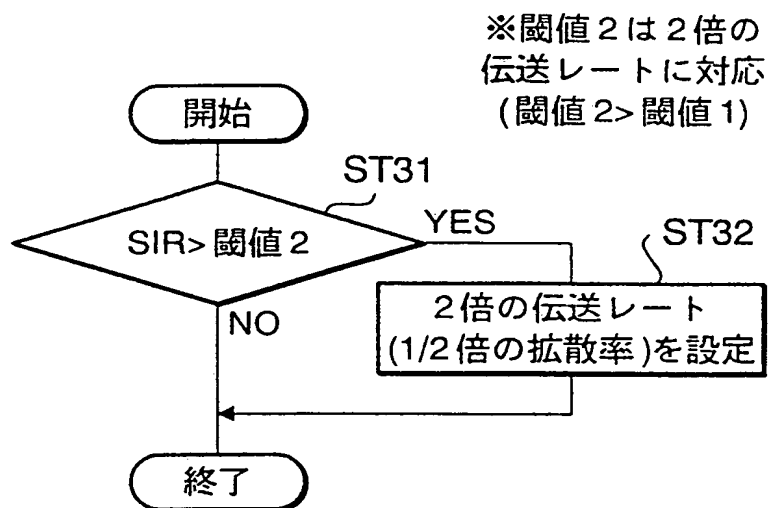 ※閾値2は2倍の
伝送レートに対応
(閾値2>閾値1)
開始
ST31
SIR>閾値2
YES
ST32
NO
2倍の伝送レート
(1/2倍の拡散率)を設定
終了